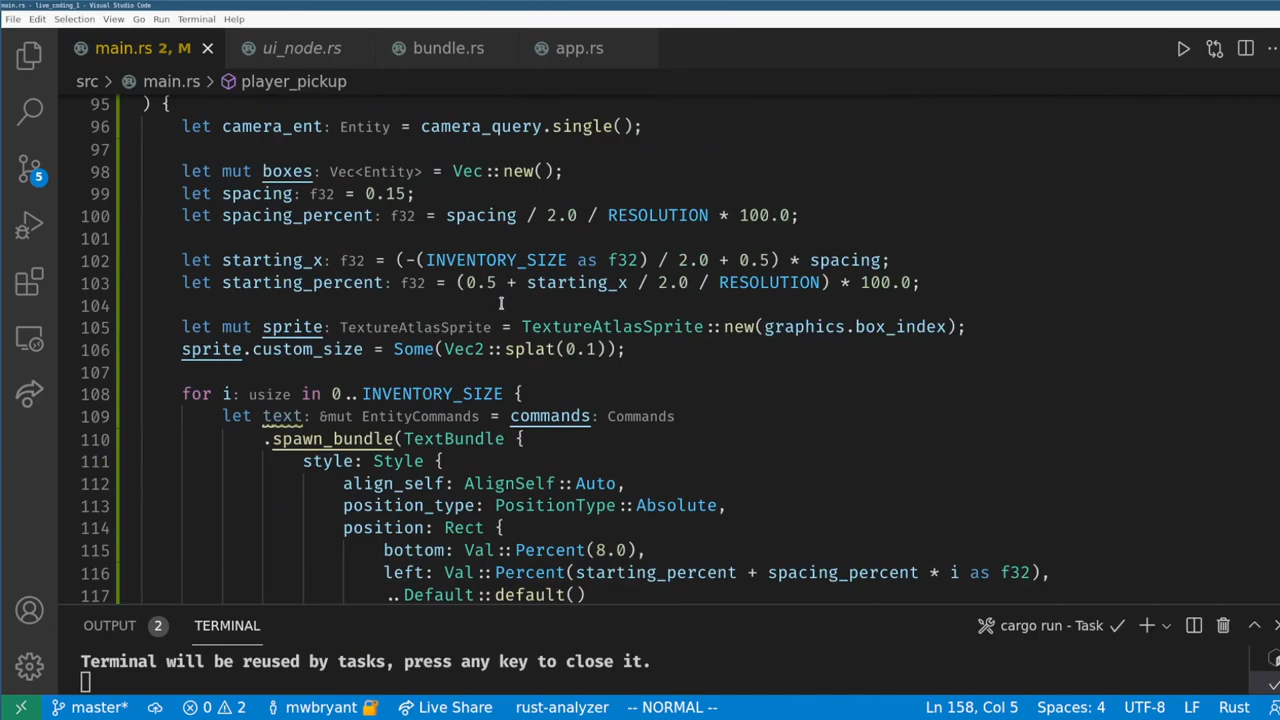 main.rs - live_coding_1 - Visual Studio Code
File Edit Selection View Go Run Terminal Help
main.rs 2, M ui_node.rs bundle.rs app.rs
src > main.rs > player_pickup
95 ) {
96 let camera_ent: Entity = camera_query.single();
97
98 let mut boxes: Vec<Entity> = Vec::new();
99 let spacing: f32 = 0.15;
100 let spacing_percent: f32 = spacing / 2.0 / RESOLUTION * 100.0;
101
102 let starting_x: f32 = (-(INVENTORY_SIZE as f32) / 2.0 + 0.5) * spacing;
103 let starting_percent: f32 = (0.5 + starting_x / 2.0 / RESOLUTION) * 100.0;
104
105 let mut sprite: TextureAtlasSprite = TextureAtlasSprite::new(graphics.box_index);
106 sprite.custom_size = Some(Vec2::splat(0.1));
107
108 for i: usize in 0..INVENTORY_SIZE {
109 let text: &mut EntityCommands = commands: Commands
110 .spawn_bundle(TextBundle {
111 style: Style {
112 align_self: AlignSelf::Auto,
113 position_type: PositionType::Absolute,
114 position: Rect {
115 bottom: Val::Percent(8.0),
116 left: Val::Percent(starting_percent + spacing_percent * i as f32),
117 ..Default::default()
5
OUTPUT 2 TERMINAL cargo run - Task
Terminal will be reused by tasks, press any key to close it.
master* 0 2 mwbryant Live Share rust-analyzer -- NORMAL -- Ln 158, Col 5 Spaces: 4 UTF-8 LF Rust